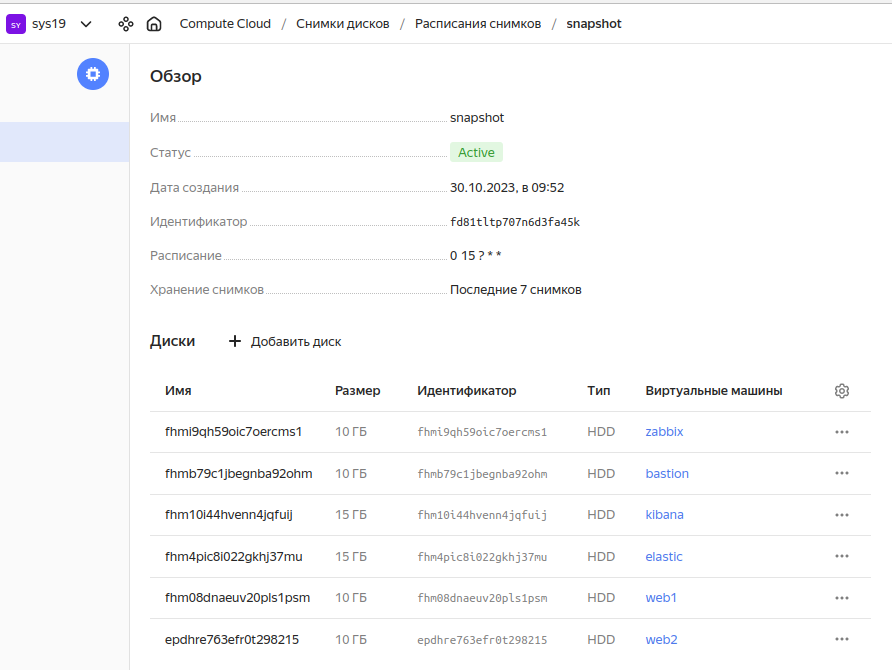 SY sys19 Compute Cloud / Снимки дисков / Расписания снимков / snapshot
Обзор
Имя snapshot
Статус Active
Дата создания 30.10.2023, в 09:52
Идентификатор fd81tltp707n6d3fa45k
Расписание 0 15 ? * *
Хранение снимков Последние 7 снимков
Диски + Добавить диск
Имя Размер Идентификатор Тип Виртуальные машины
fhmi9qh59oic7oercms1 10 ГБ fhmi9qh59oic7oercms1 HDD zabbix
fhmb79c1jbegnba92ohm 10 ГБ fhmb79c1jbegnba92ohm HDD bastion
fhm10i44hvenn4jqfuij 15 ГБ fhm10i44hvenn4jqfuij HDD kibana
fhm4pic8i022gkhj37mu 15 ГБ fhm4pic8i022gkhj37mu HDD elastic
fhm08dnaeuv20pls1psm 10 ГБ fhm08dnaeuv20pls1psm HDD web1
epdhre763efr0t298215 10 ГБ epdhre763efr0t298215 HDD web2